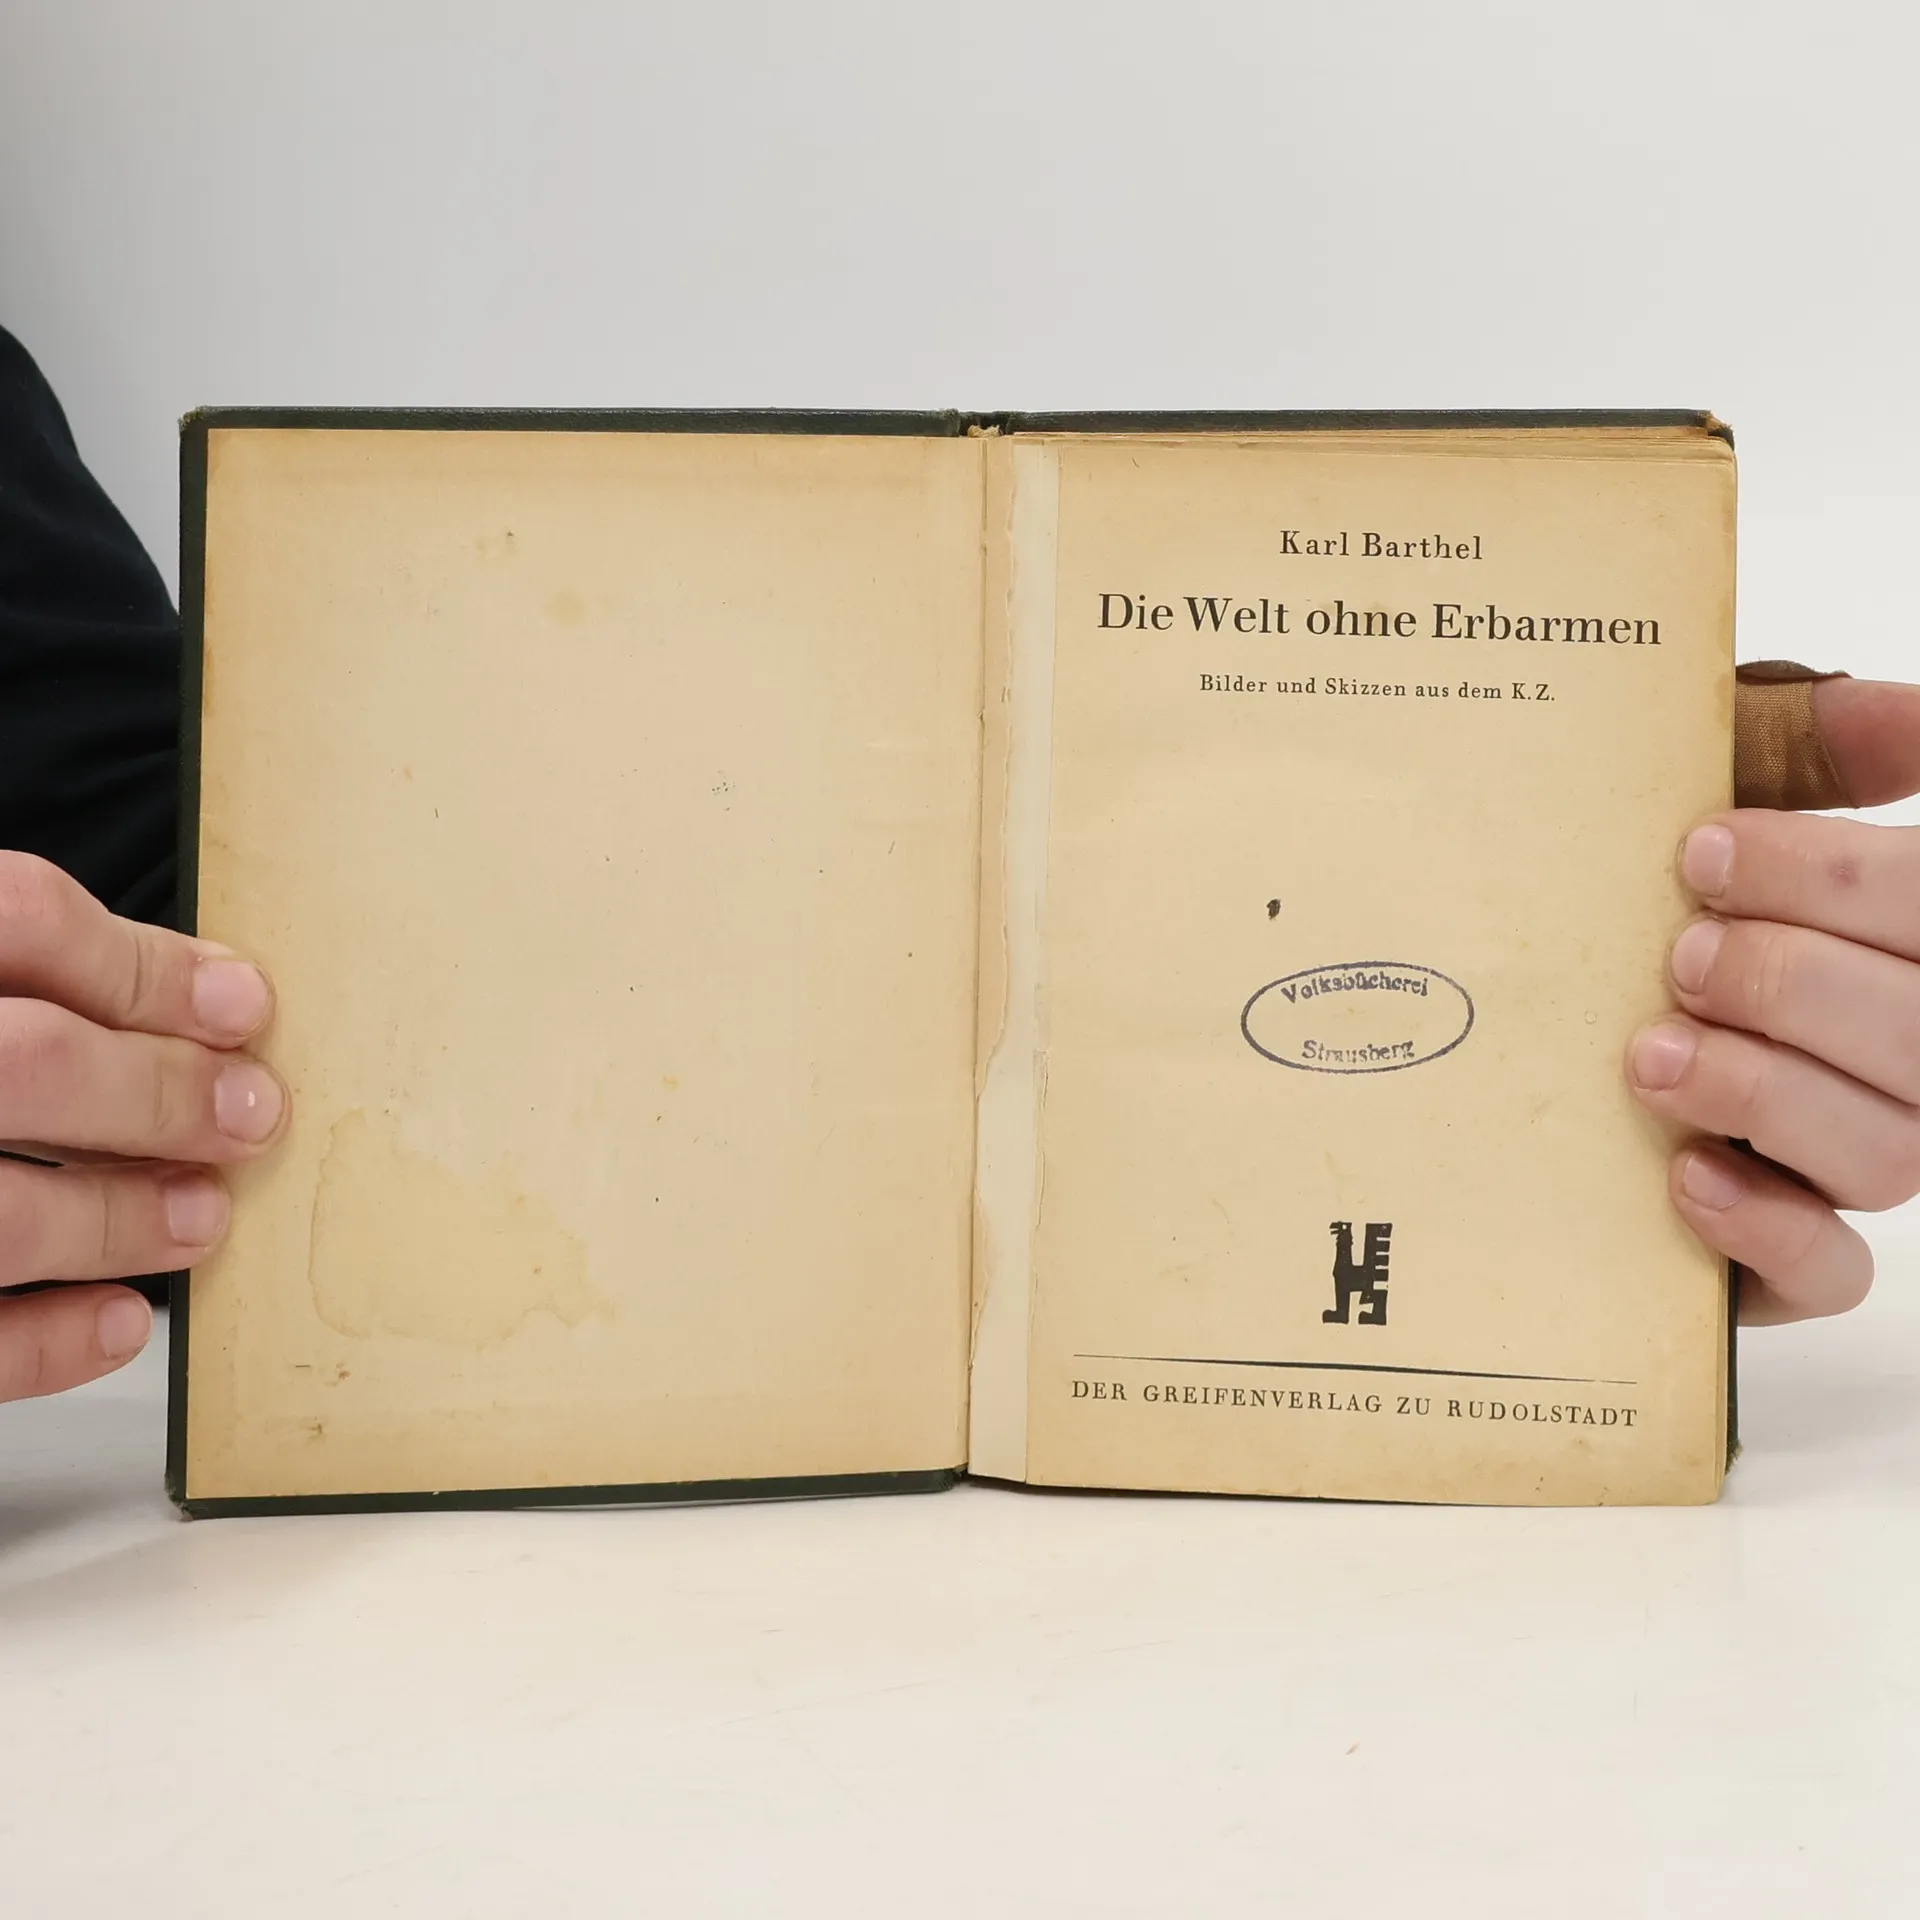 Karl Barthel
Die Welt ohne Erbarmen
Bilder und Skizzen aus dem K.Z.
Volksbücherei
Strausberg
DER GREIFENVERLAG ZU RUDOLSTADT